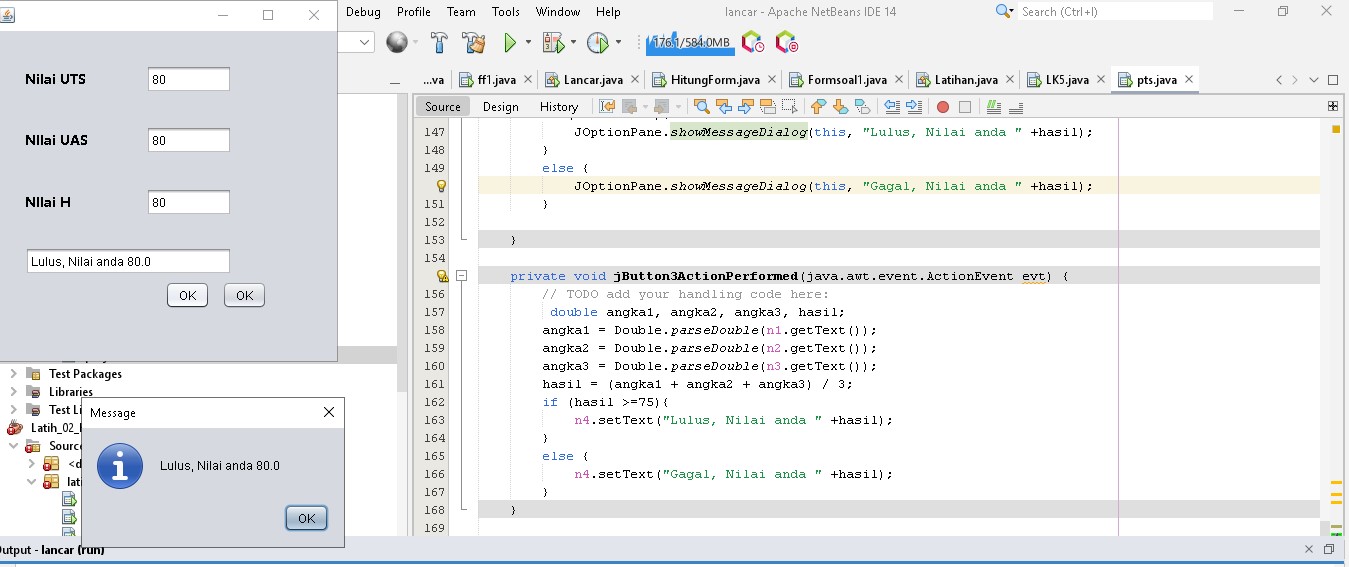 Debug Profile Team Tools Window Help
lancar - Apache NetBeans IDE 14
Search (Ctrl+I)
176.1/584.0MB
...va ff1.java Lancar.java HitungForm.java Formsoal1.java Latihan.java LK5.java pts.java
Source Design History
Nilai UTS 80
NIlai UAS 80
NIlai H 80
Lulus, Nilai anda 80.0
OK OK
147 JOptionPane.showMessageDialog(this, "Lulus, Nilai anda " +hasil);
148 }
149 else {
JOptionPane.showMessageDialog(this, "Gagal, Nilai anda " +hasil);
151 }
152
153 }
154
private void jButton3ActionPerformed(java.awt.event.ActionEvent evt) {
156 // TODO add your handling code here:
157 double angka1, angka2, angka3, hasil;
158 angka1 = Double.parseDouble(n1.getText());
159 angka2 = Double.parseDouble(n2.getText());
160 angka3 = Double.parseDouble(n3.getText());
161 hasil = (angka1 + angka2 + angka3) / 3;
162 if (hasil >=75){
163 n4.setText("Lulus, Nilai anda " +hasil);
164 }
165 else {
166 n4.setText("Gagal, Nilai anda " +hasil);
167 }
168 }
169
Test Packages
Libraries
Test Li
Latih_02_
Sourc
<d
lat
Message
Lulus, Nilai anda 80.0
OK
utput - lancar (run)